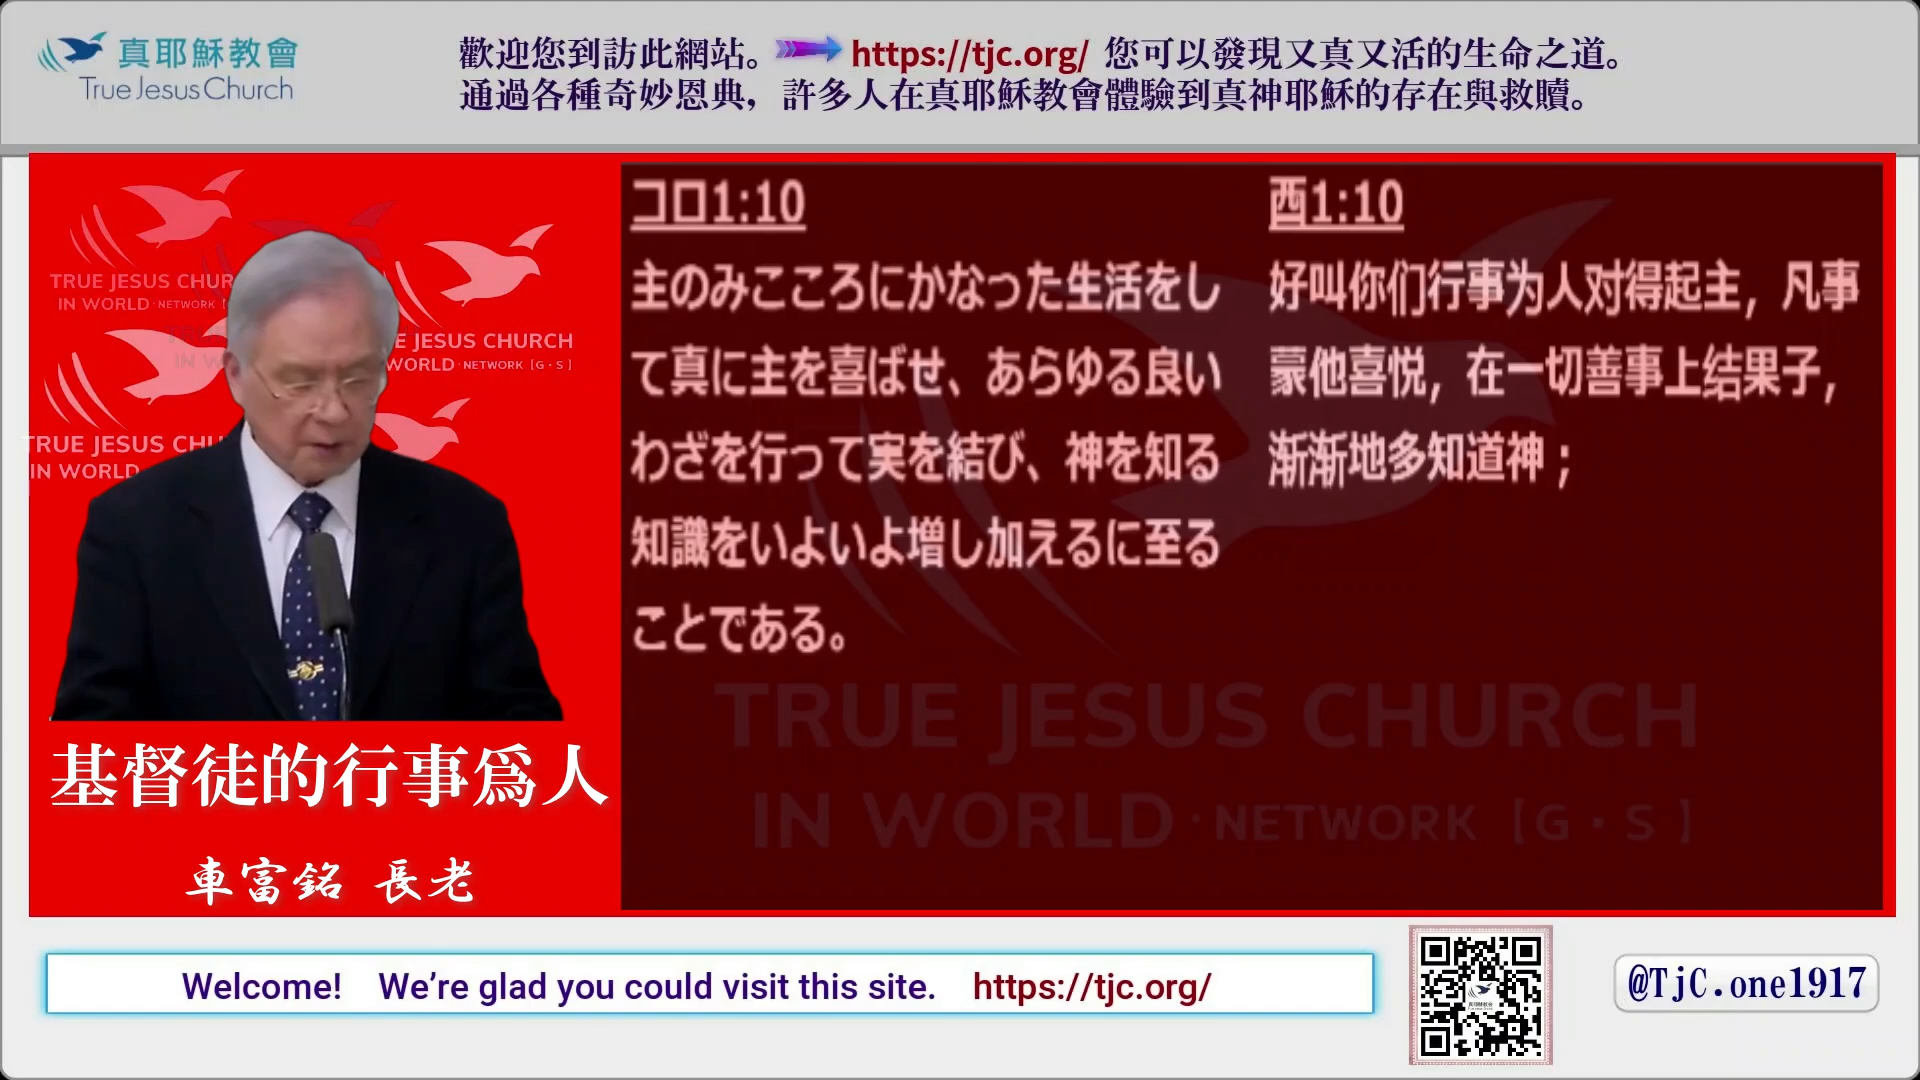 真耶穌教會
True Jesus Church
歡迎您到訪此網站。 https://tjc.org/ 您可以發現又真又活的生命之道。
通過各種奇妙恩典，許多人在真耶穌教會體驗到真神耶穌的存在與救贖。
TRUE JESUS CHUR
IN WORLD · NETWORK [
E JESUS CHURCH
WORLD · NETWORK [G · S]
TRUE JESUS CHU
IN WORLD
コロ1:10
主のみこころにかなった生活をし
て真に主を喜ばせ、あらゆる良い
わざを行って実を結び、神を知る
知識をいよいよ増し加えるに至る
ことである。
西1:10
好叫你们行事为人对得起主，凡事
蒙他喜悦，在一切善事上结果子，
渐渐地多知道神；
TRUE JESUS CHURCH
IN WORLD · NETWORK [G · S]
基督徒的行事爲人
車富銘 長老
Welcome! We’re glad you could visit this site. https://tjc.org/
@TjC.one1917